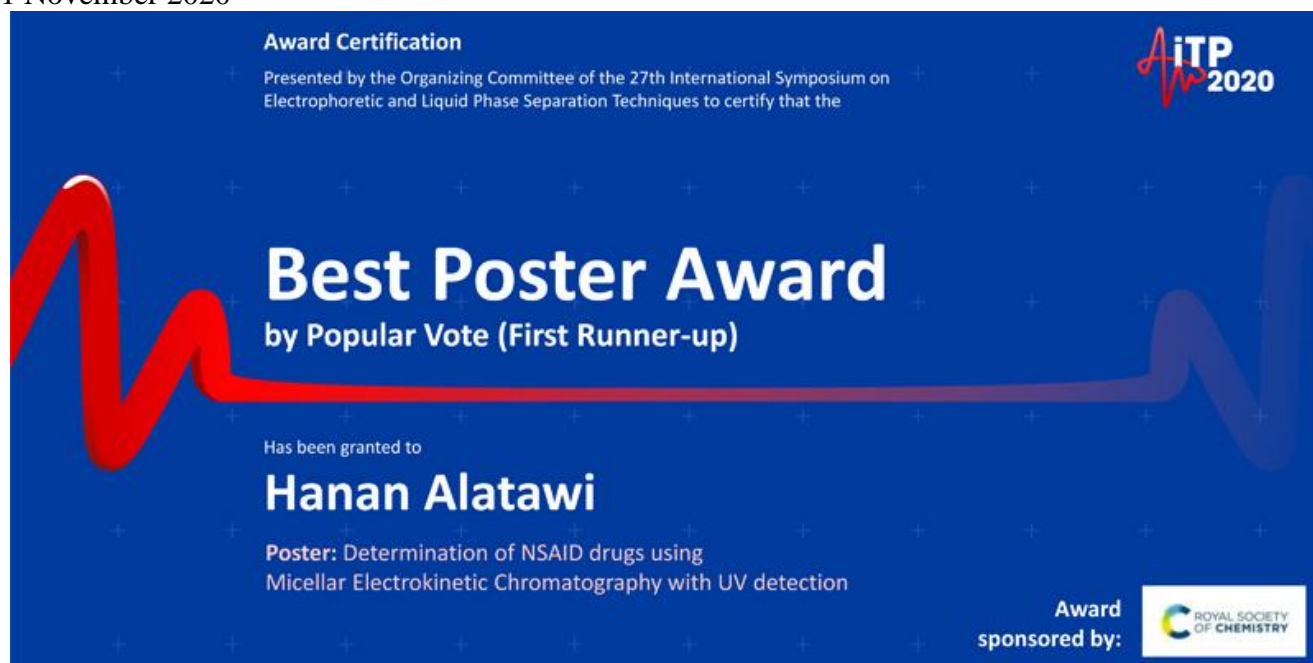 November 2020
Award Certification
Presented by the Organizing Committee of the 27th International Symposium on
Electrophoretic and Liquid Phase Separation Techniques to certify that the
iTP
2020
Best Poster Award
by Popular Vote (First Runner-up)
Has been granted to
Hanan Alatawi
Poster: Determination of NSAID drugs using
Micellar Electrokinetic Chromatography with UV detection
Award
sponsored by:
ROYAL SOCIETY
OF CHEMISTRY